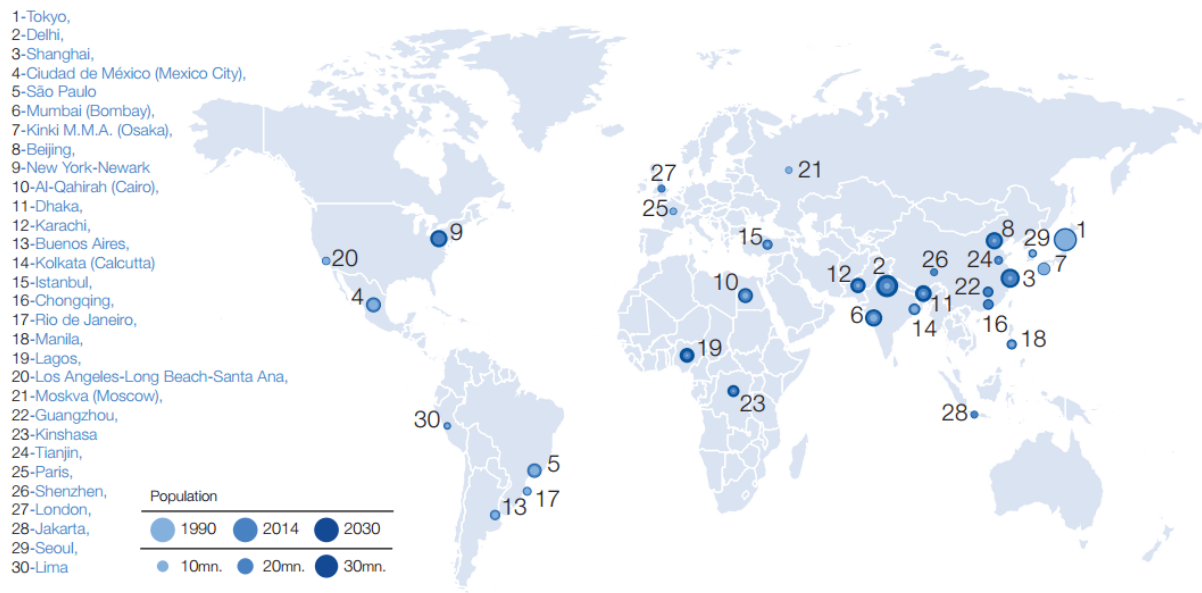 1-Tokyo,
2-Delhi,
3-Shanghai,
4-Ciudad de México (Mexico City),
5-São Paulo
6-Mumbai (Bombay),
7-Kinki M.M.A. (Osaka),
8-Beijing,
9-New York-Newark
10-Al-Qahirah (Cairo),
11-Dhaka,
12-Karachi,
13-Buenos Aires,
14-Kolkata (Calcutta)
15-Istanbul,
16-Chongqing,
17-Rio de Janeiro,
18-Manila,
19-Lagos,
20-Los Angeles-Long Beach-Santa Ana,
21-Moskva (Moscow),
22-Guangzhou,
23-Kinshasa
24-Tianjin,
25-Paris,
26-Shenzhen,
27-London,
28-Jakarta,
29-Seoul,
30-Lima
Population
1990 2014 2030
10mn. 20mn. 30mn.
27
21
25
9
15
8
29
1
20
24
7
26
2
12
10
3
4
22
11
6
14
16
19
18
23
28
30
5
17
13